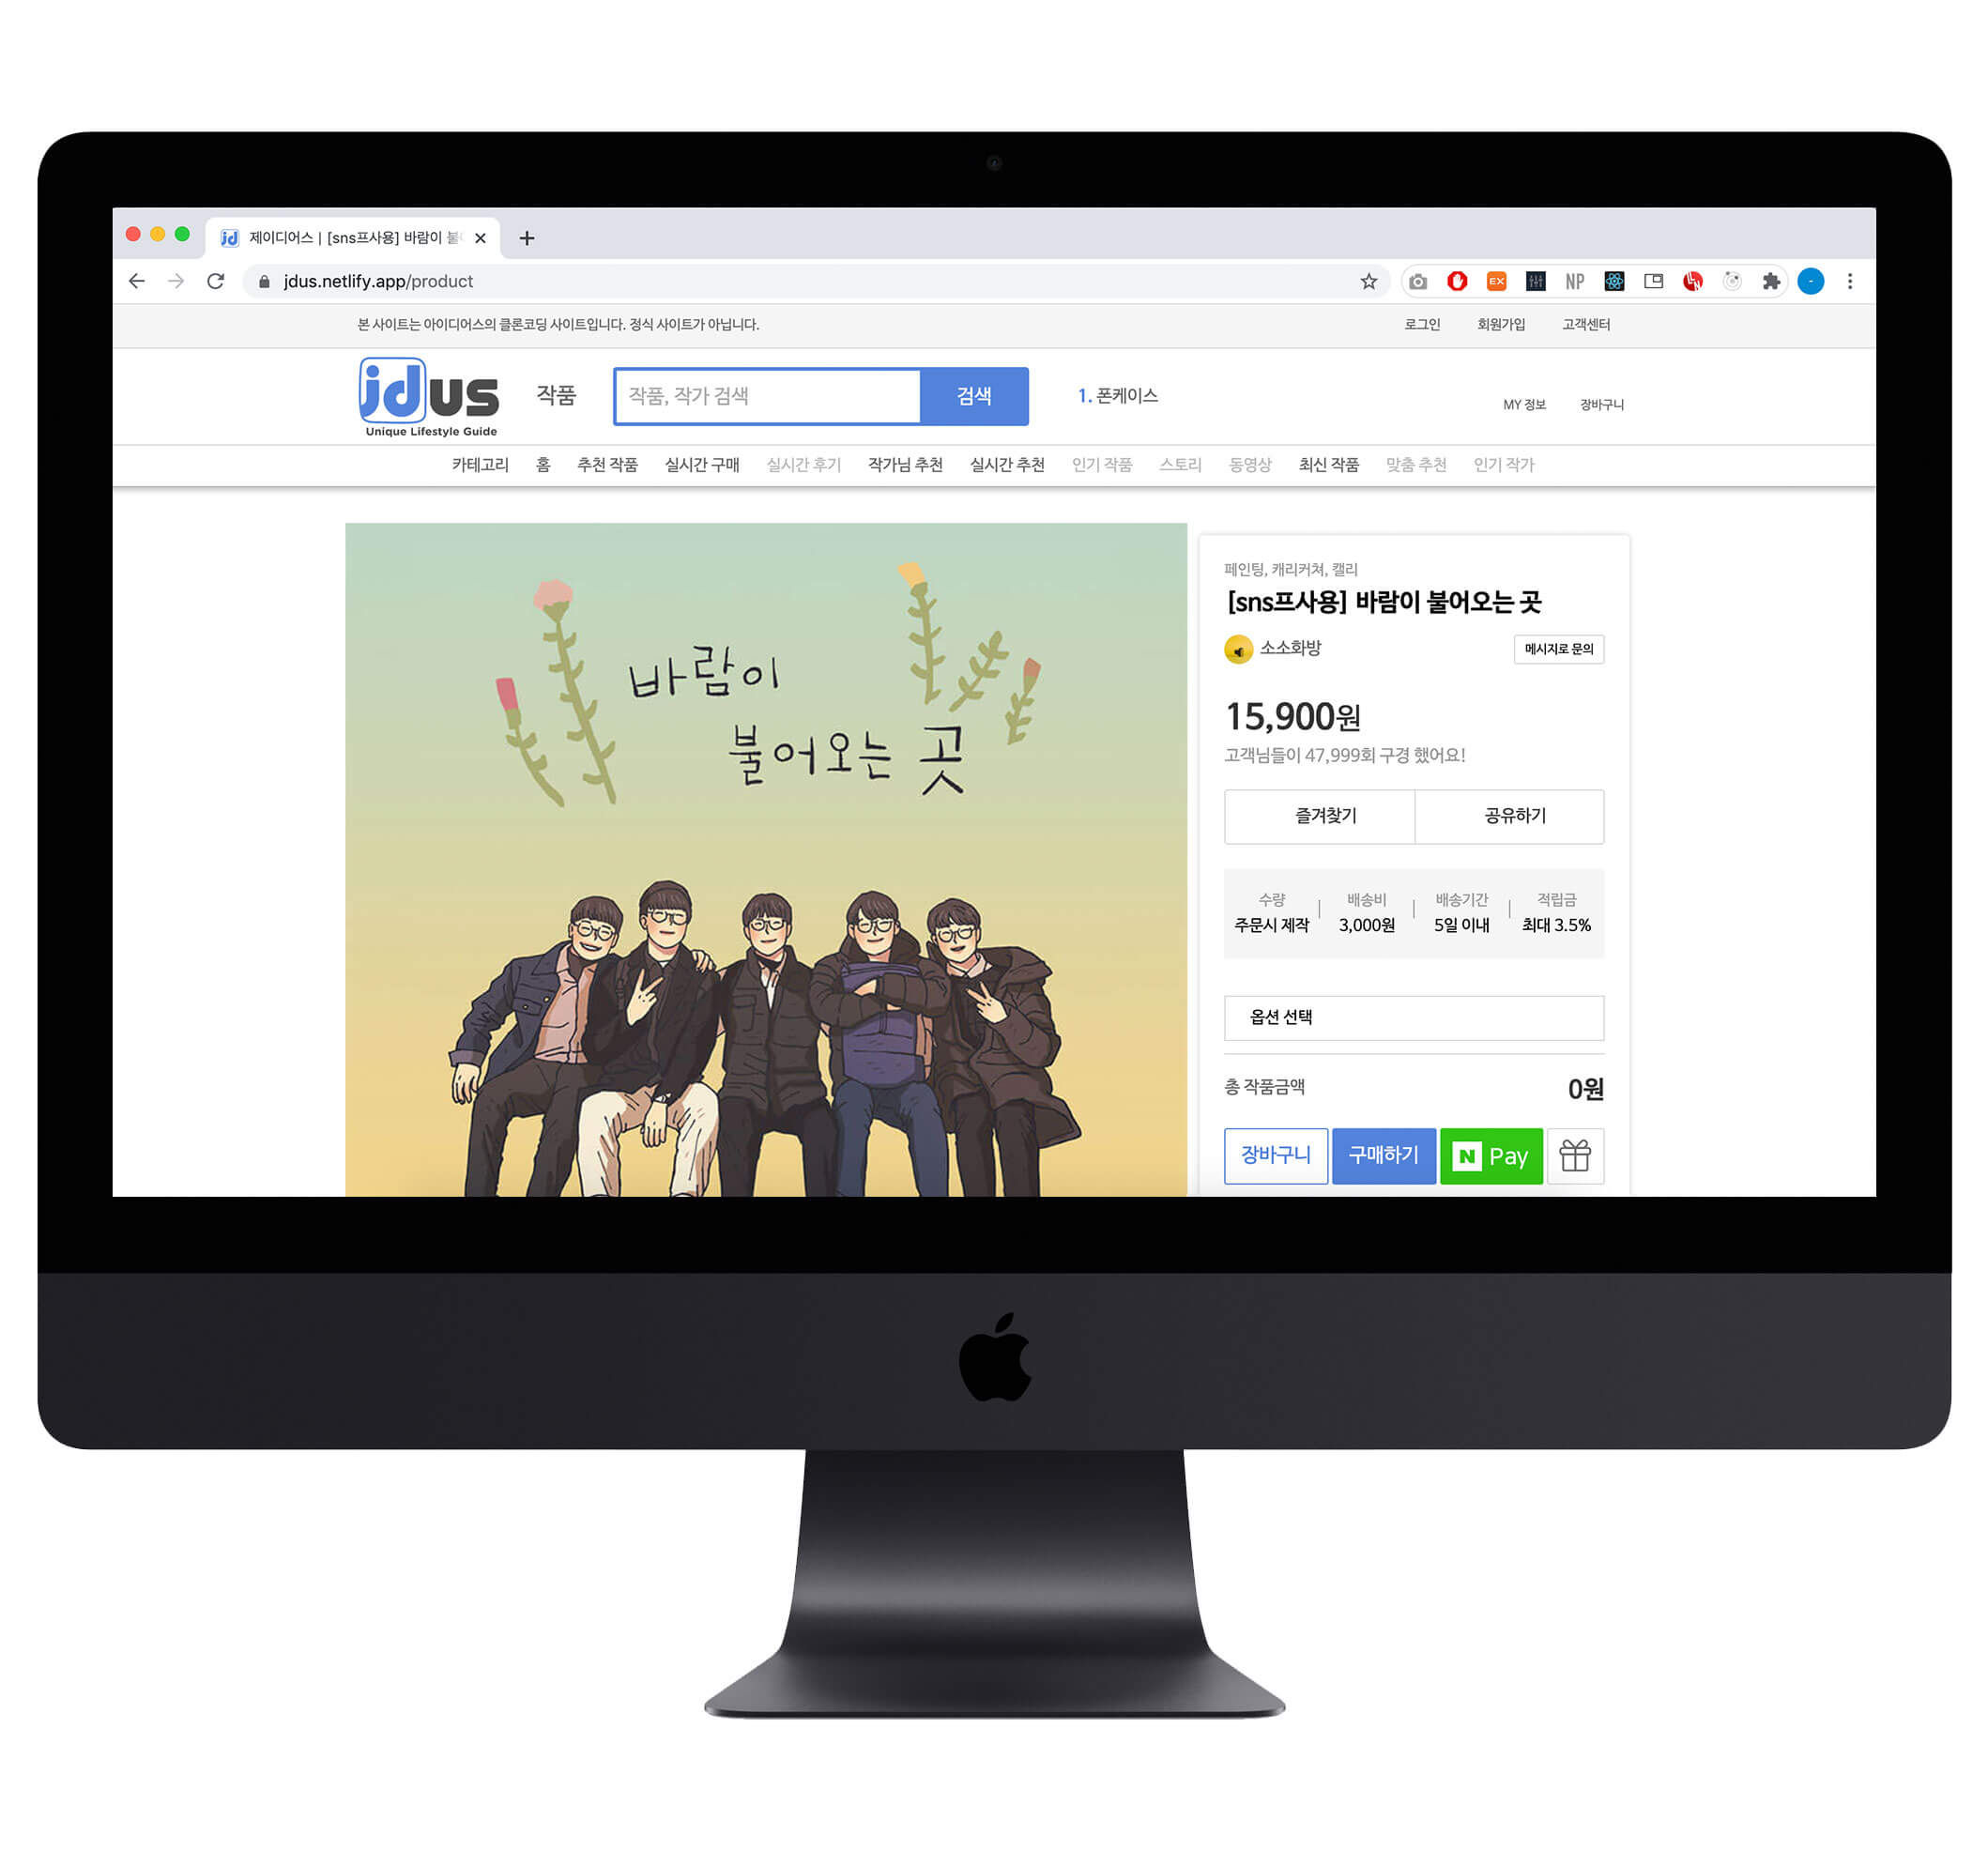 제이디어스 | [sns프사용] 바람이 불
jdus.netlify.app/product
EX
NP
본 사이트는 아이디어스의 클론코딩 사이트입니다. 정식 사이트가 아닙니다.
로그인 회원가입 고객센터
jdus
Unique Lifestyle Guide
작품
작품, 작가 검색
검색
1. 폰케이스
MY 정보 장바구니
카테고리 홈 추천 작품 실시간 구매 실시간 후기 작가님 추천 실시간 추천 인기 작품 스토리 동영상 최신 작품 맞춤 추천 인기 작가
바람이
불어오는 곳
페인팅, 캐리커쳐, 캘리
[sns프사용] 바람이 불어오는 곳
소소화방
메시지로 문의
15,900원
고객님들이 47,999회 구경 했어요!
즐겨찾기 공유하기
수량 배송비 배송기간 적립금
주문시 제작 3,000원 5일 이내 최대 3.5%
옵션 선택
총 작품금액 0원
장바구니 구매하기 N Pay